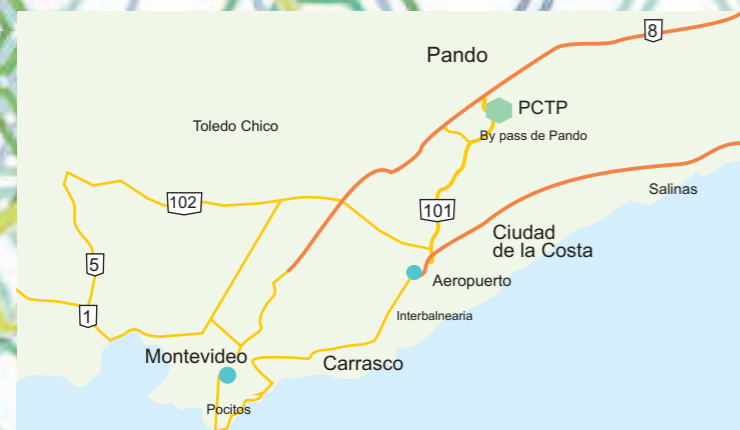 8
Pando
PCTP
Toledo Chico
By pass de Pando
Salinas
102
101
Ciudad
de la Costa
5
Aeropuerto
1
Interbalnearia
Montevideo
Carrasco
Pocitos